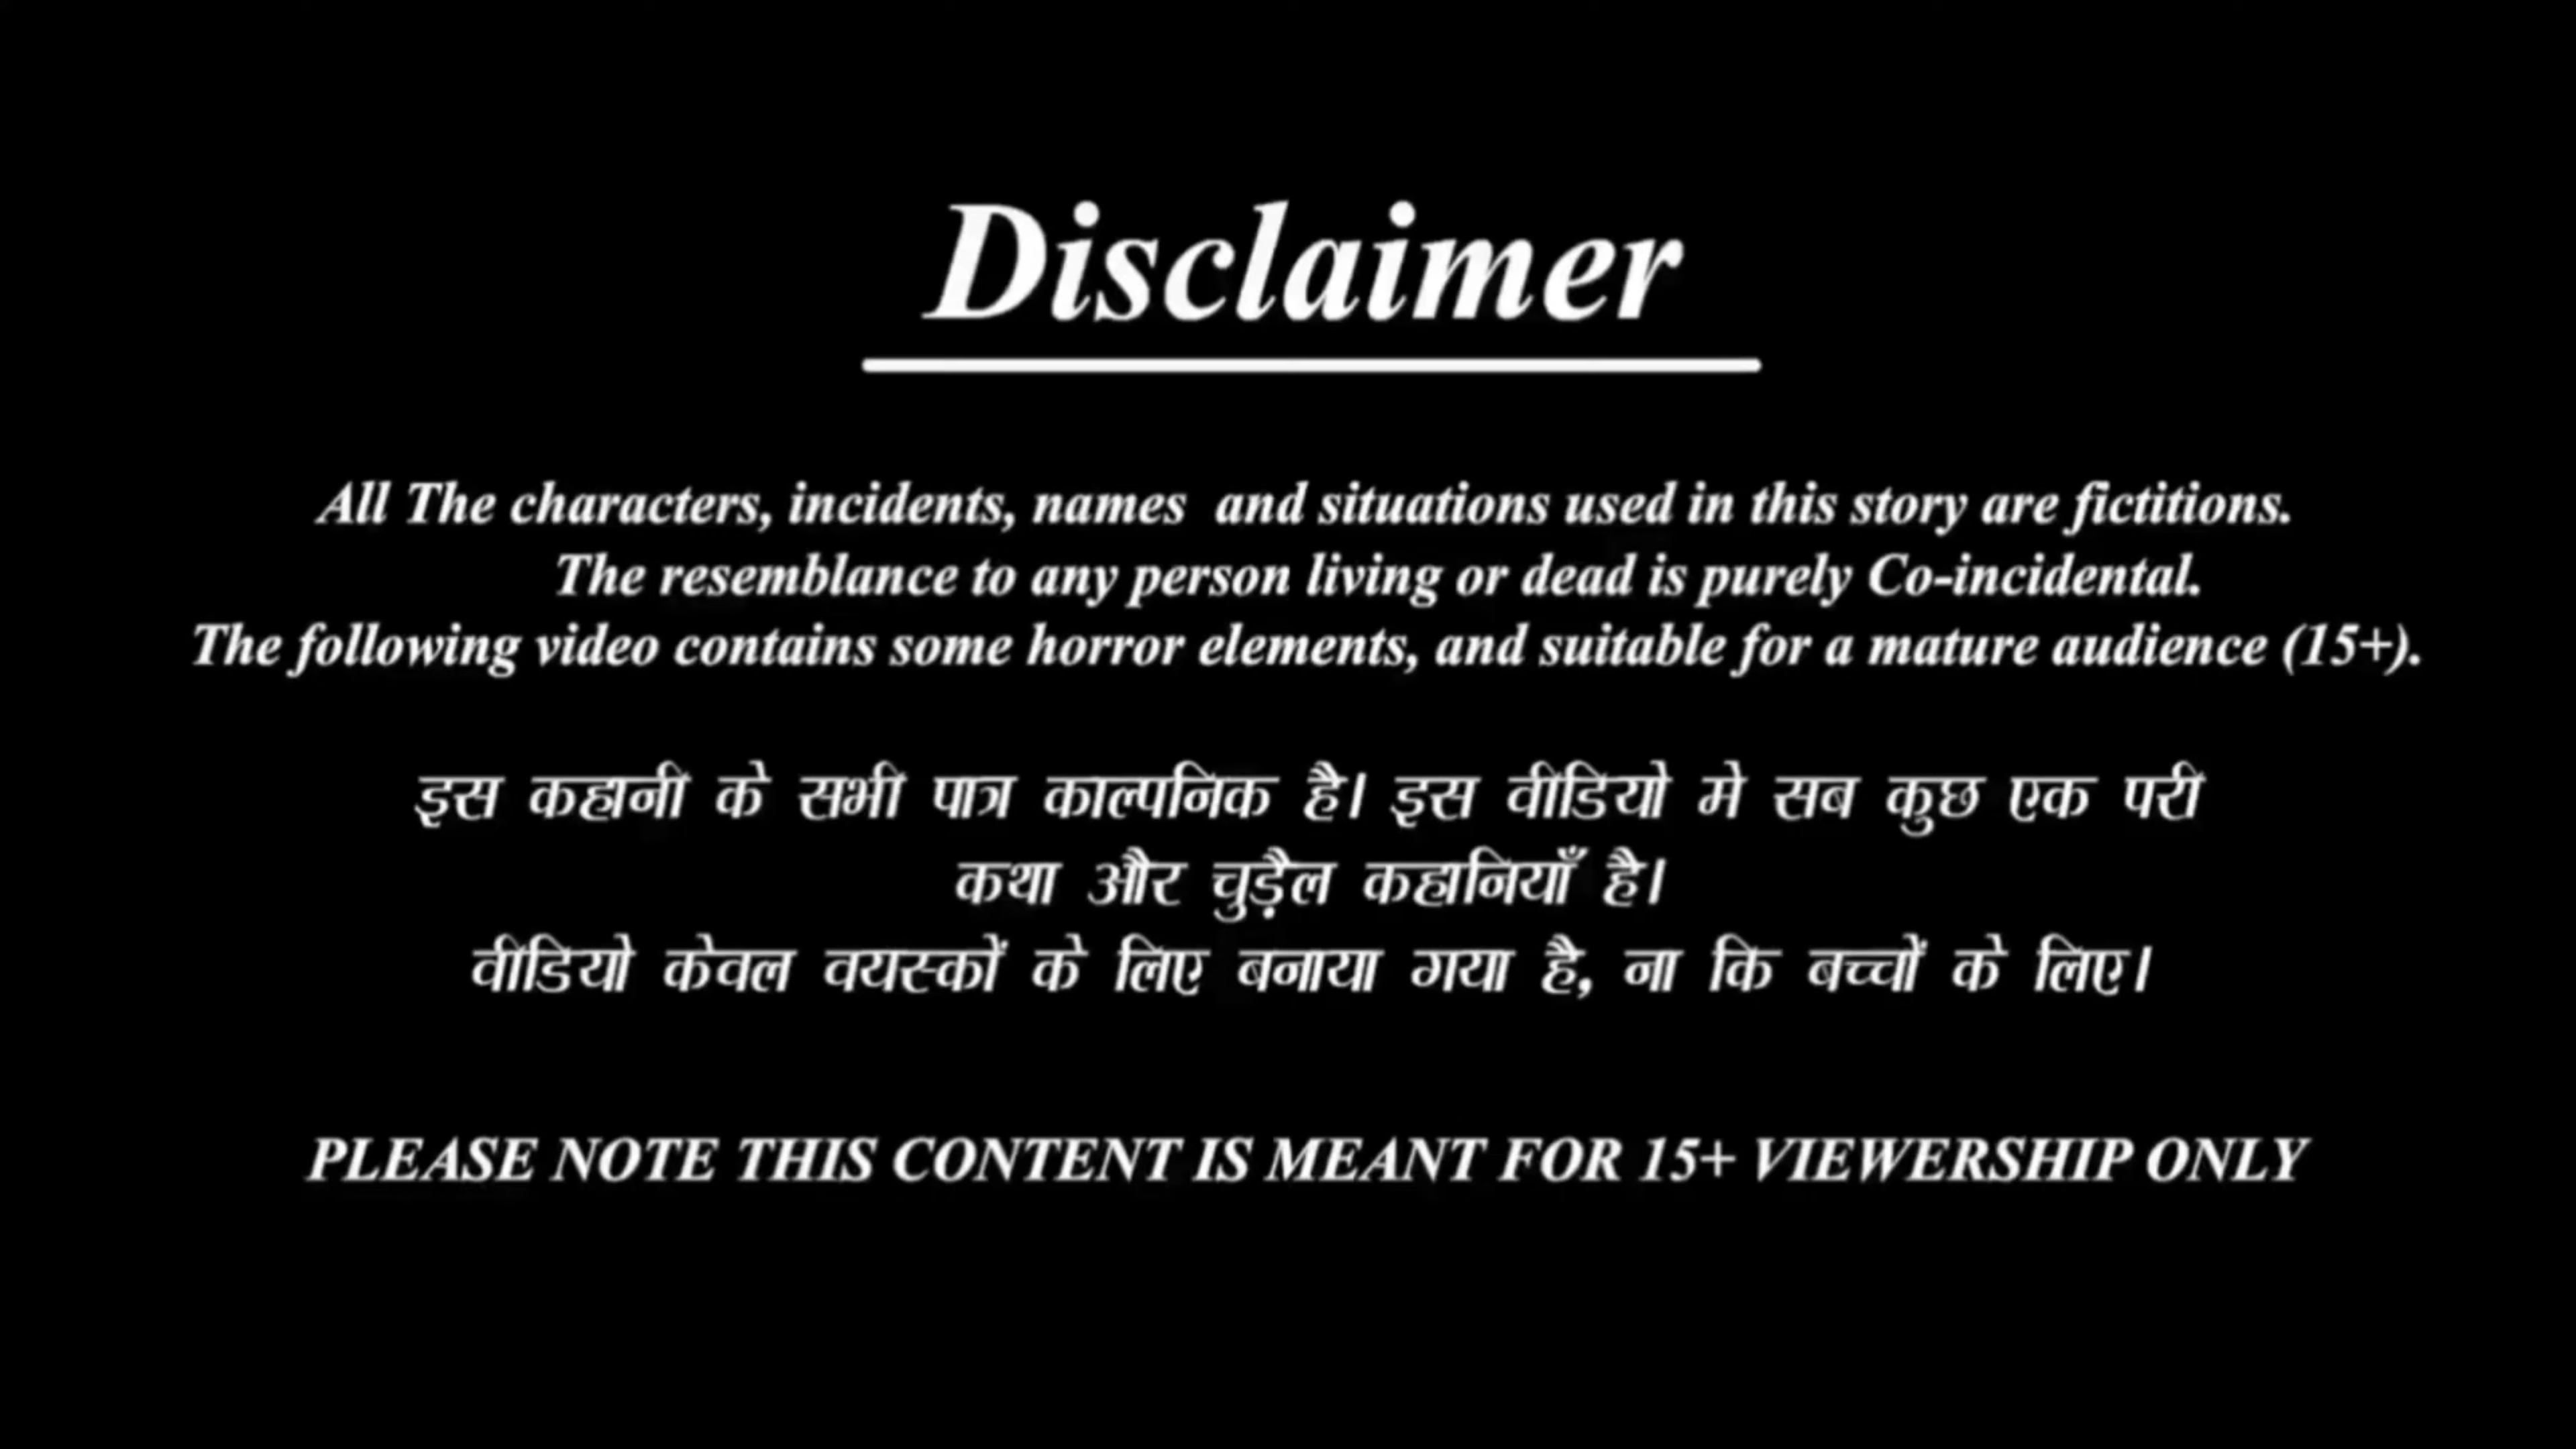 Disclaimer
All The characters, incidents, names and situations used in this story are fictitions.
The resemblance to any person living or dead is purely Co-incidental.
The following video contains some horror elements, and suitable for a mature audience (15+).
इस कहानी के सभी पात्र काल्पनिक है। इस वीडियो मे सब कुछ एक परी
कथा और चुड़ैल कहानियाँ है।
वीडियो केवल वयस्कों के लिए बनाया गया है, ना कि बच्चों के लिए।
PLEASE NOTE THIS CONTENT IS MEANT FOR 15+ VIEWERSHIP ONLY